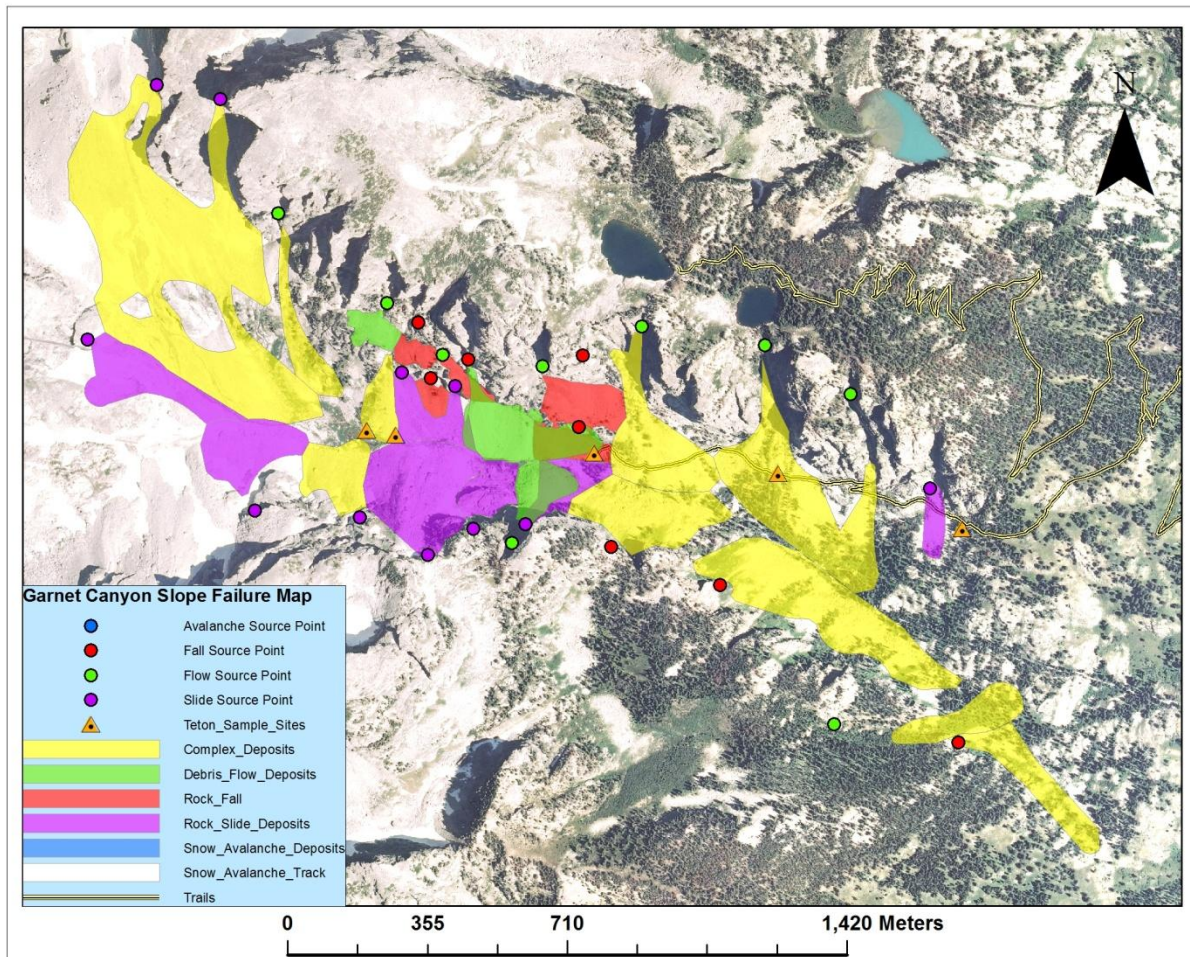 N
Garnet Canyon Slope Failure Map
Avalanche Source Point
Fall Source Point
Flow Source Point
Slide Source Point
Teton_Sample_Sites
Complex_Deposits
Debris_Flow_Deposits
Rock_Fall
Rock_Slide_Deposits
Snow_Avalanche_Deposits
Snow_Avalanche_Track
Trails
0 355 710 1,420 Meters